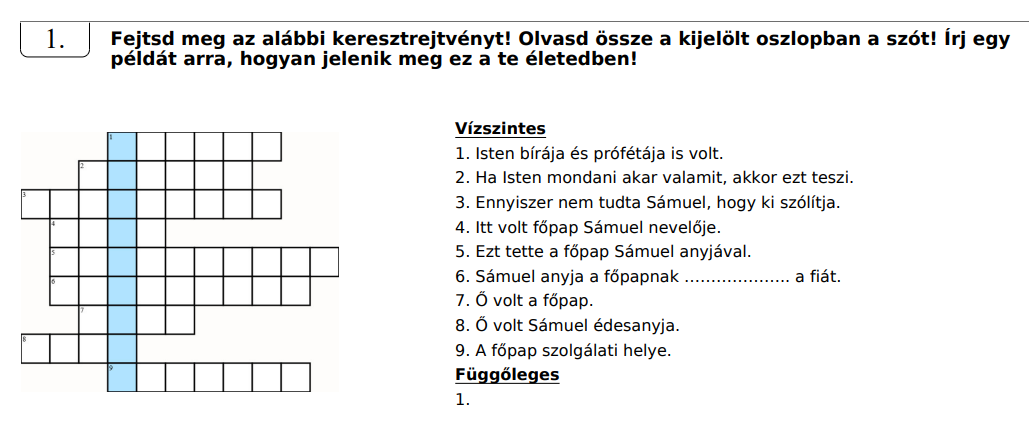 1.
Fejtsd meg az alábbi keresztrejtvényt! Olvasd össze a kijelölt oszlopban a szót! Írj egy
példát arra, hogyan jelenik meg ez a te életedben!
Vízszintes
1. Isten bírája és prófétája is volt.
2. Ha Isten mondani akar valamit, akkor ezt teszi.
3. Ennyiszer nem tudta Sámuel, hogy ki szólítja.
4. Itt volt főpap Sámuel nevelője.
5. Ezt tette a főpap Sámuel anyjával.
6. Sámuel anyja a főpapnak ………………… a fiát.
7. Ő volt a főpap.
8. Ő volt Sámuel édesanyja.
9. A főpap szolgálati helye.
Függőleges
1.
1
2
3
4
5
6
7
8
9